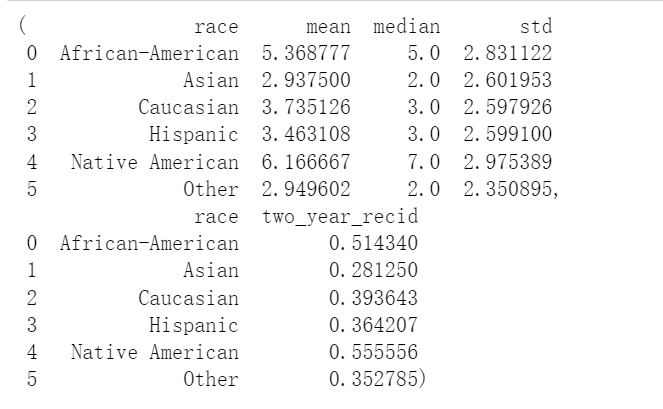 ( race mean median std
0 African-American 5.368777 5.0 2.831122
1 Asian 2.937500 2.0 2.601953
2 Caucasian 3.735126 3.0 2.597926
3 Hispanic 3.463108 3.0 2.599100
4 Native American 6.166667 7.0 2.975389
5 Other 2.949602 2.0 2.350895,
race two_year_recid
0 African-American 0.514340
1 Asian 0.281250
2 Caucasian 0.393643
3 Hispanic 0.364207
4 Native American 0.555556
5 Other 0.352785)